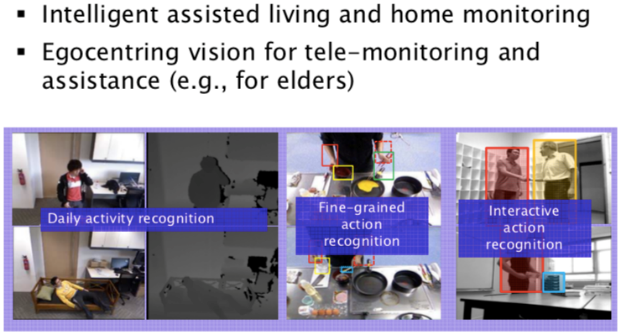 ▪ Intelligent assisted living and home monitoring
▪ Egocentring vision for tele-monitoring and
assistance (e.g., for elders)
Daily activity recognition
Fine-grained
action
recognition
Interactive
action
recognition